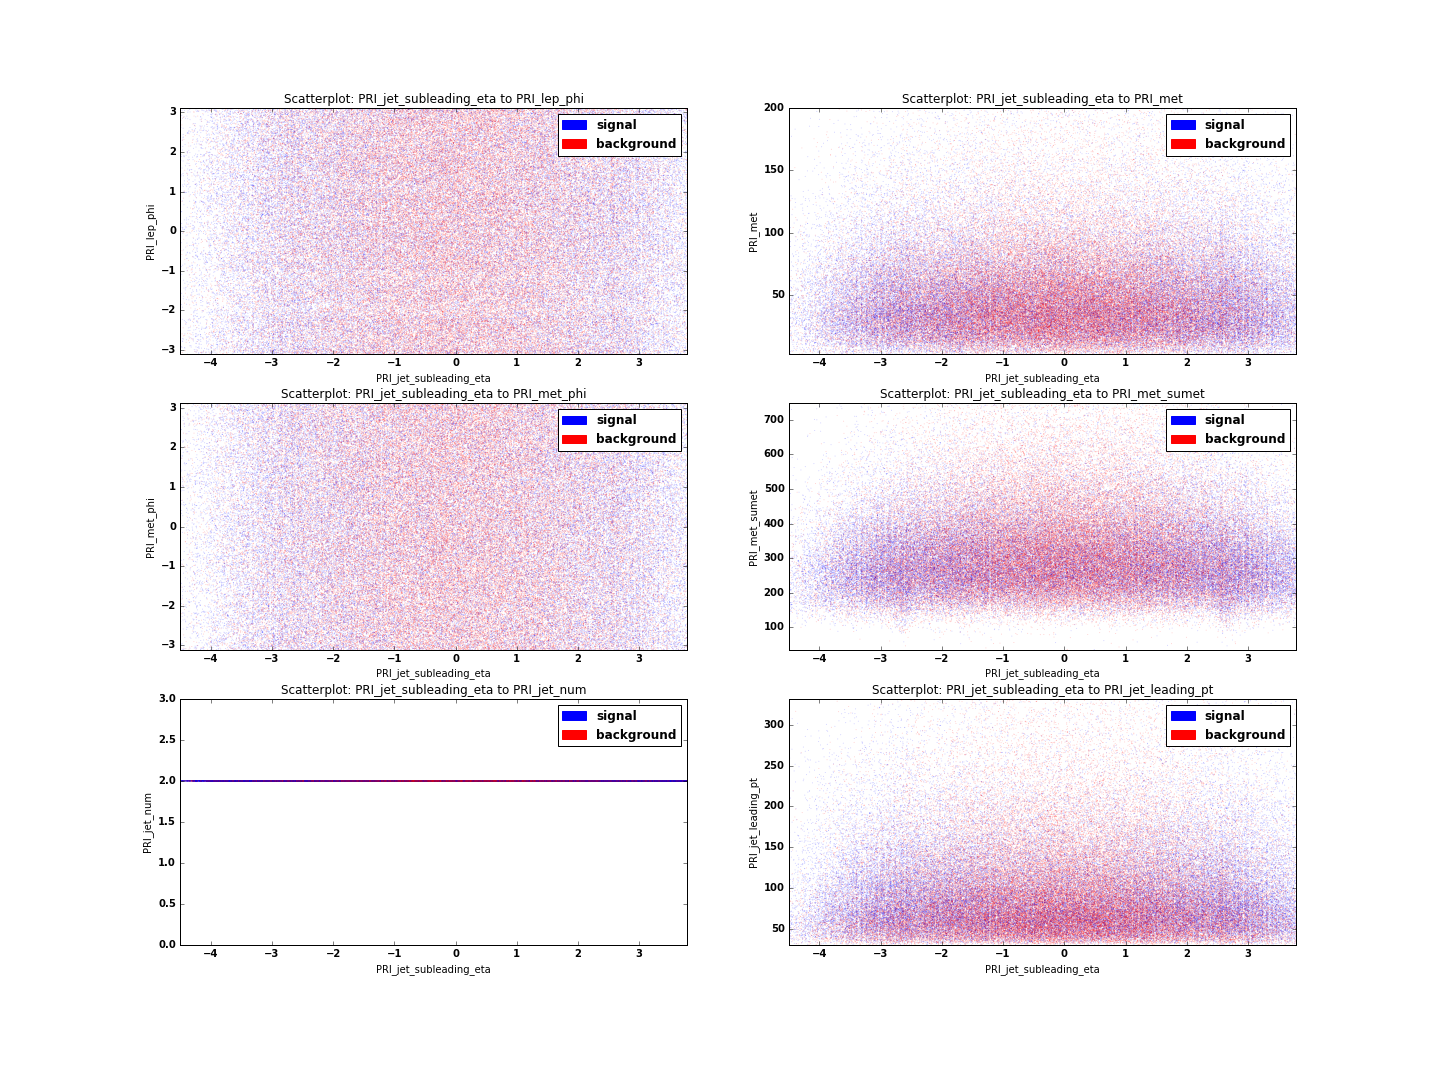 Scatterplot: PRI_jet_subleading_eta to PRI_lep_phi
3
2
1
0
−1
−2
−3
PRI_lep_phi
signal
background
−4 −3 −2 −1 0 1 2 3
PRI_jet_subleading_eta
Scatterplot: PRI_jet_subleading_eta to PRI_met
200
150
100
50
PRI_met
signal
background
−4 −3 −2 −1 0 1 2 3
PRI_jet_subleading_eta
Scatterplot: PRI_jet_subleading_eta to PRI_met_phi
3
2
1
0
−1
−2
−3
PRI_met_phi
signal
background
−4 −3 −2 −1 0 1 2 3
PRI_jet_subleading_eta
Scatterplot: PRI_jet_subleading_eta to PRI_met_sumet
700
600
500
400
300
200
100
PRI_met_sumet
signal
background
−4 −3 −2 −1 0 1 2 3
PRI_jet_subleading_eta
Scatterplot: PRI_jet_subleading_eta to PRI_jet_num
3.0
2.5
2.0
1.5
1.0
0.5
0.0
PRI_jet_num
signal
background
−4 −3 −2 −1 0 1 2 3
PRI_jet_subleading_eta
Scatterplot: PRI_jet_subleading_eta to PRI_jet_leading_pt
300
250
200
150
100
50
PRI_jet_leading_pt
signal
background
−4 −3 −2 −1 0 1 2 3
PRI_jet_subleading_eta